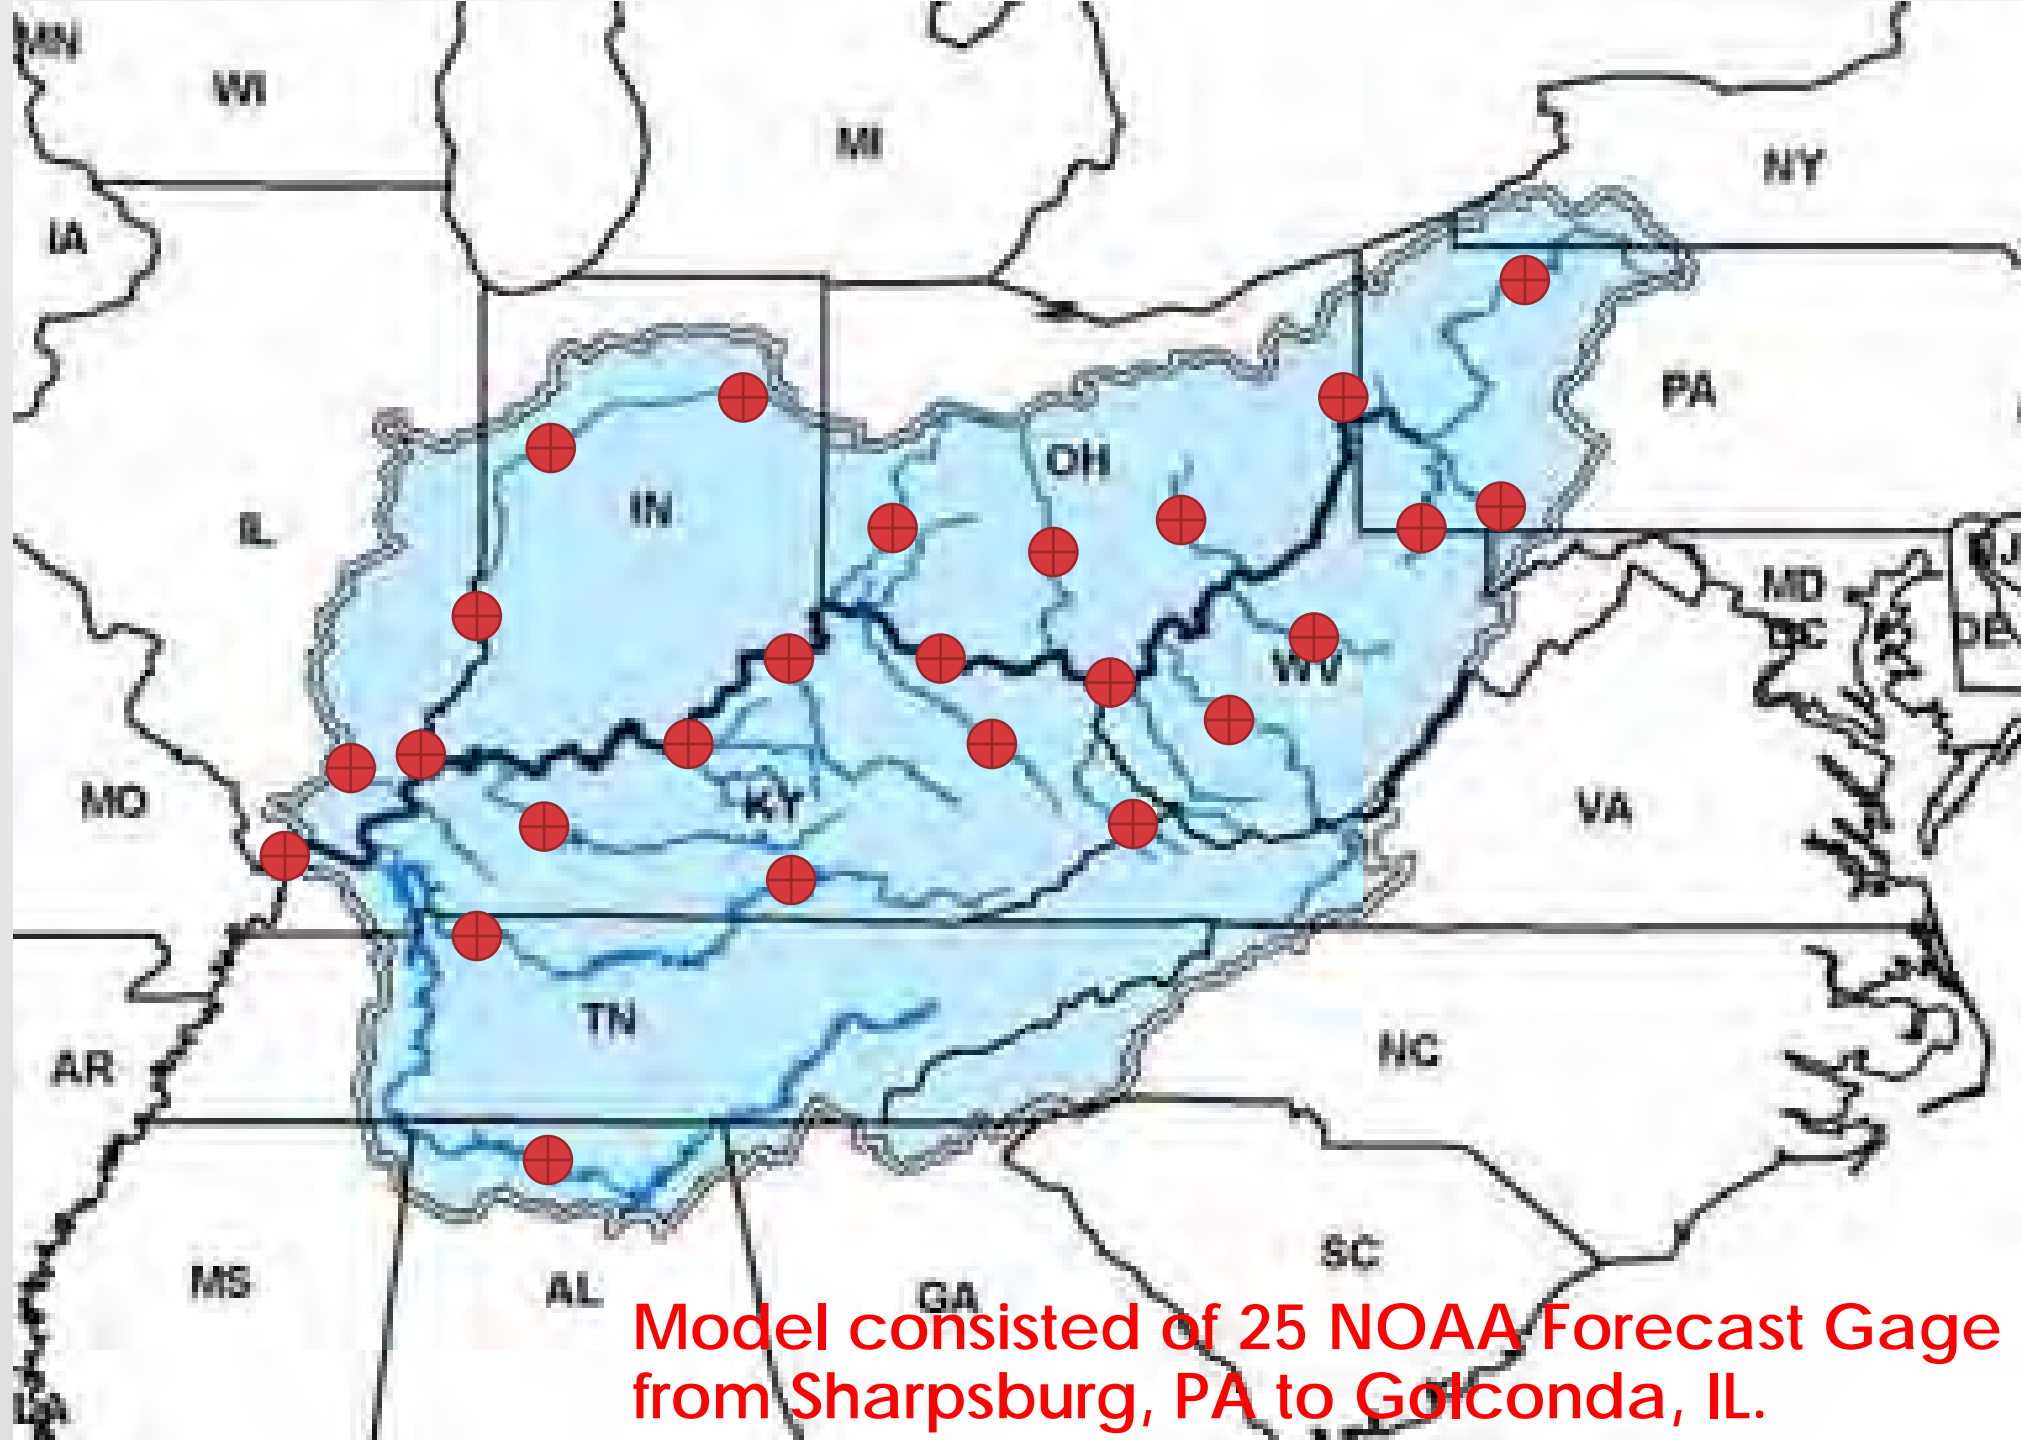 MN
WI
MI
NY
IA
PA
OH
IN
IL
MD
DE
WV
MO
KY
VA
TN
NC
AR
SC
MS
AL
GA
Model consisted of 25 NOAA Forecast Gage
from Sharpsburg, PA to Golconda, IL.